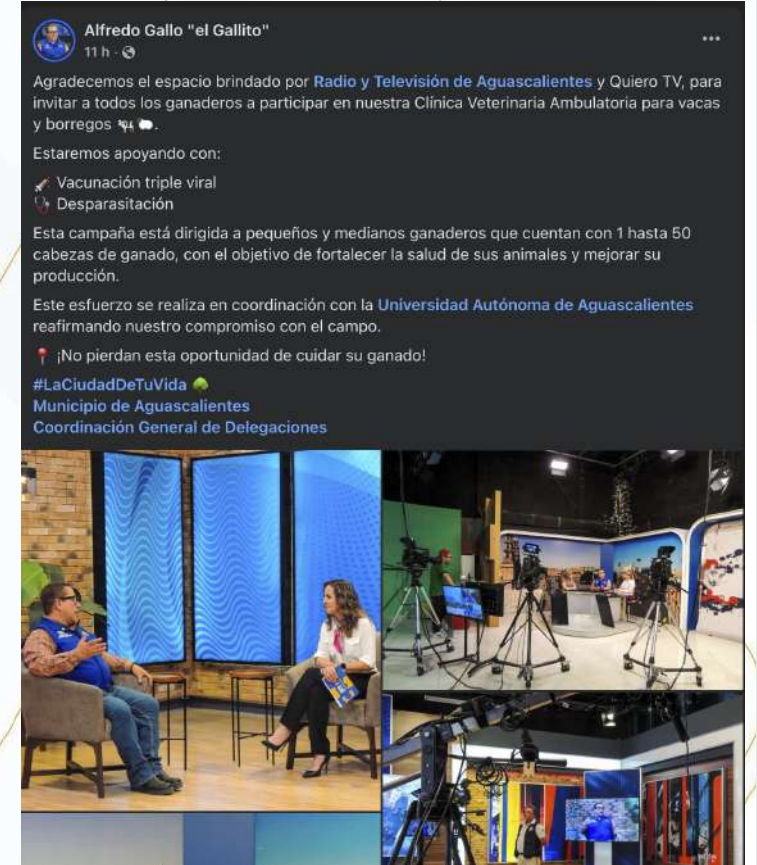 Alfredo Gallo "el Gallito"
11 h ·
Agradecemos el espacio brindado por Radio y Televisión de Aguascalientes y Quiero TV, para
invitar a todos los ganaderos a participar en nuestra Clínica Veterinaria Ambulatoria para vacas
y borregos 🐄🐑.
Estaremos apoyando con:
💉 Vacunación triple viral
🩺 Desparasitación
Esta campaña está dirigida a pequeños y medianos ganaderos que cuentan con 1 hasta 50
cabezas de ganado, con el objetivo de fortalecer la salud de sus animales y mejorar su
producción.
Este esfuerzo se realiza en coordinación con la Universidad Autónoma de Aguascalientes
reafirmando nuestro compromiso con el campo.
📍 ¡No pierdan esta oportunidad de cuidar su ganado!
#LaCiudadDeTuVida 🌳
Municipio de Aguascalientes
Coordinación General de Delegaciones